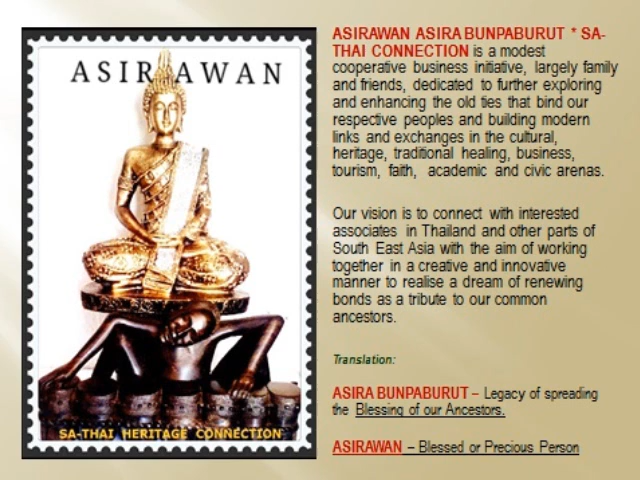 ASIRAWAN
SA-THAI HERITAGE CONNECTION
ASIRAWAN ASIRA BUNPABURUT * SA-
THAI CONNECTION is a modest
cooperative business initiative, largely family
and friends, dedicated to further exploring
and enhancing the old ties that bind our
respective peoples and building modern
links and exchanges in the cultural,
heritage, traditional healing, business,
tourism, faith, academic and civic arenas.
Our vision is to connect with interested
associates in Thailand and other parts of
South East Asia with the aim of working
together in a creative and innovative
manner to realise a dream of renewing
bonds as a tribute to our common
ancestors.
Translation:
ASIRA BUNPABURUT – Legacy of spreading
the Blessing of our Ancestors.
ASIRAWAN – Blessed or Precious Person